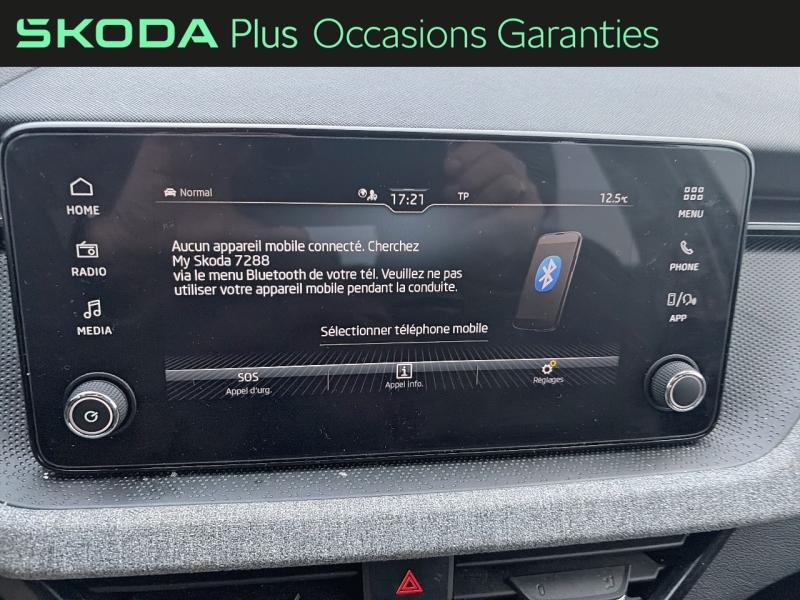 SKODA Plus Occasions Garanties
Normal
17:21
TP
12.5°C
HOME
RADIO
MEDIA
MENU
PHONE
APP
Aucun appareil mobile connecté. Cherchez
My Skoda 7288
via le menu Bluetooth de votre tél. Veuillez ne pas
utiliser votre appareil mobile pendant la conduite.
Sélectionner téléphone mobile
SOS
Appel d'urg.
Appel info.
Réglages